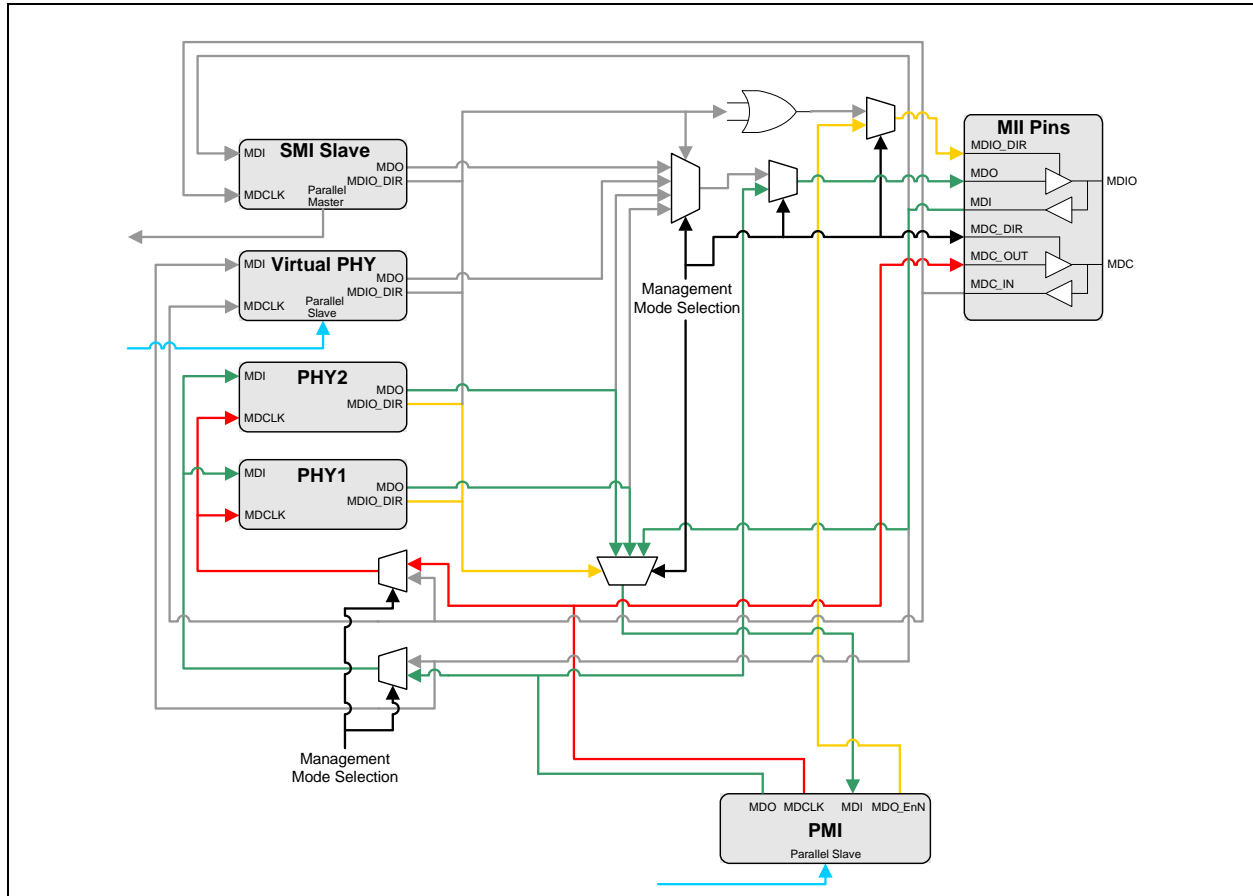 SMI Slave
MDI
MDO
MDIO_DIR
MDCLK
Parallel
Master
MII Pins
MDIO_DIR
MDO
MDIO
MDI
MDC_DIR
MDC_OUT
MDC
MDC_IN
Virtual PHY
MDI
MDO
MDIO_DIR
MDCLK
Parallel
Slave
Management
Mode Selection
PHY2
MDI
MDO
MDIO_DIR
MDCLK
PHY1
MDI
MDO
MDIO_DIR
MDCLK
Management
Mode Selection
MDO MDCLK MDI MDO_EnN
PMI
Parallel Slave